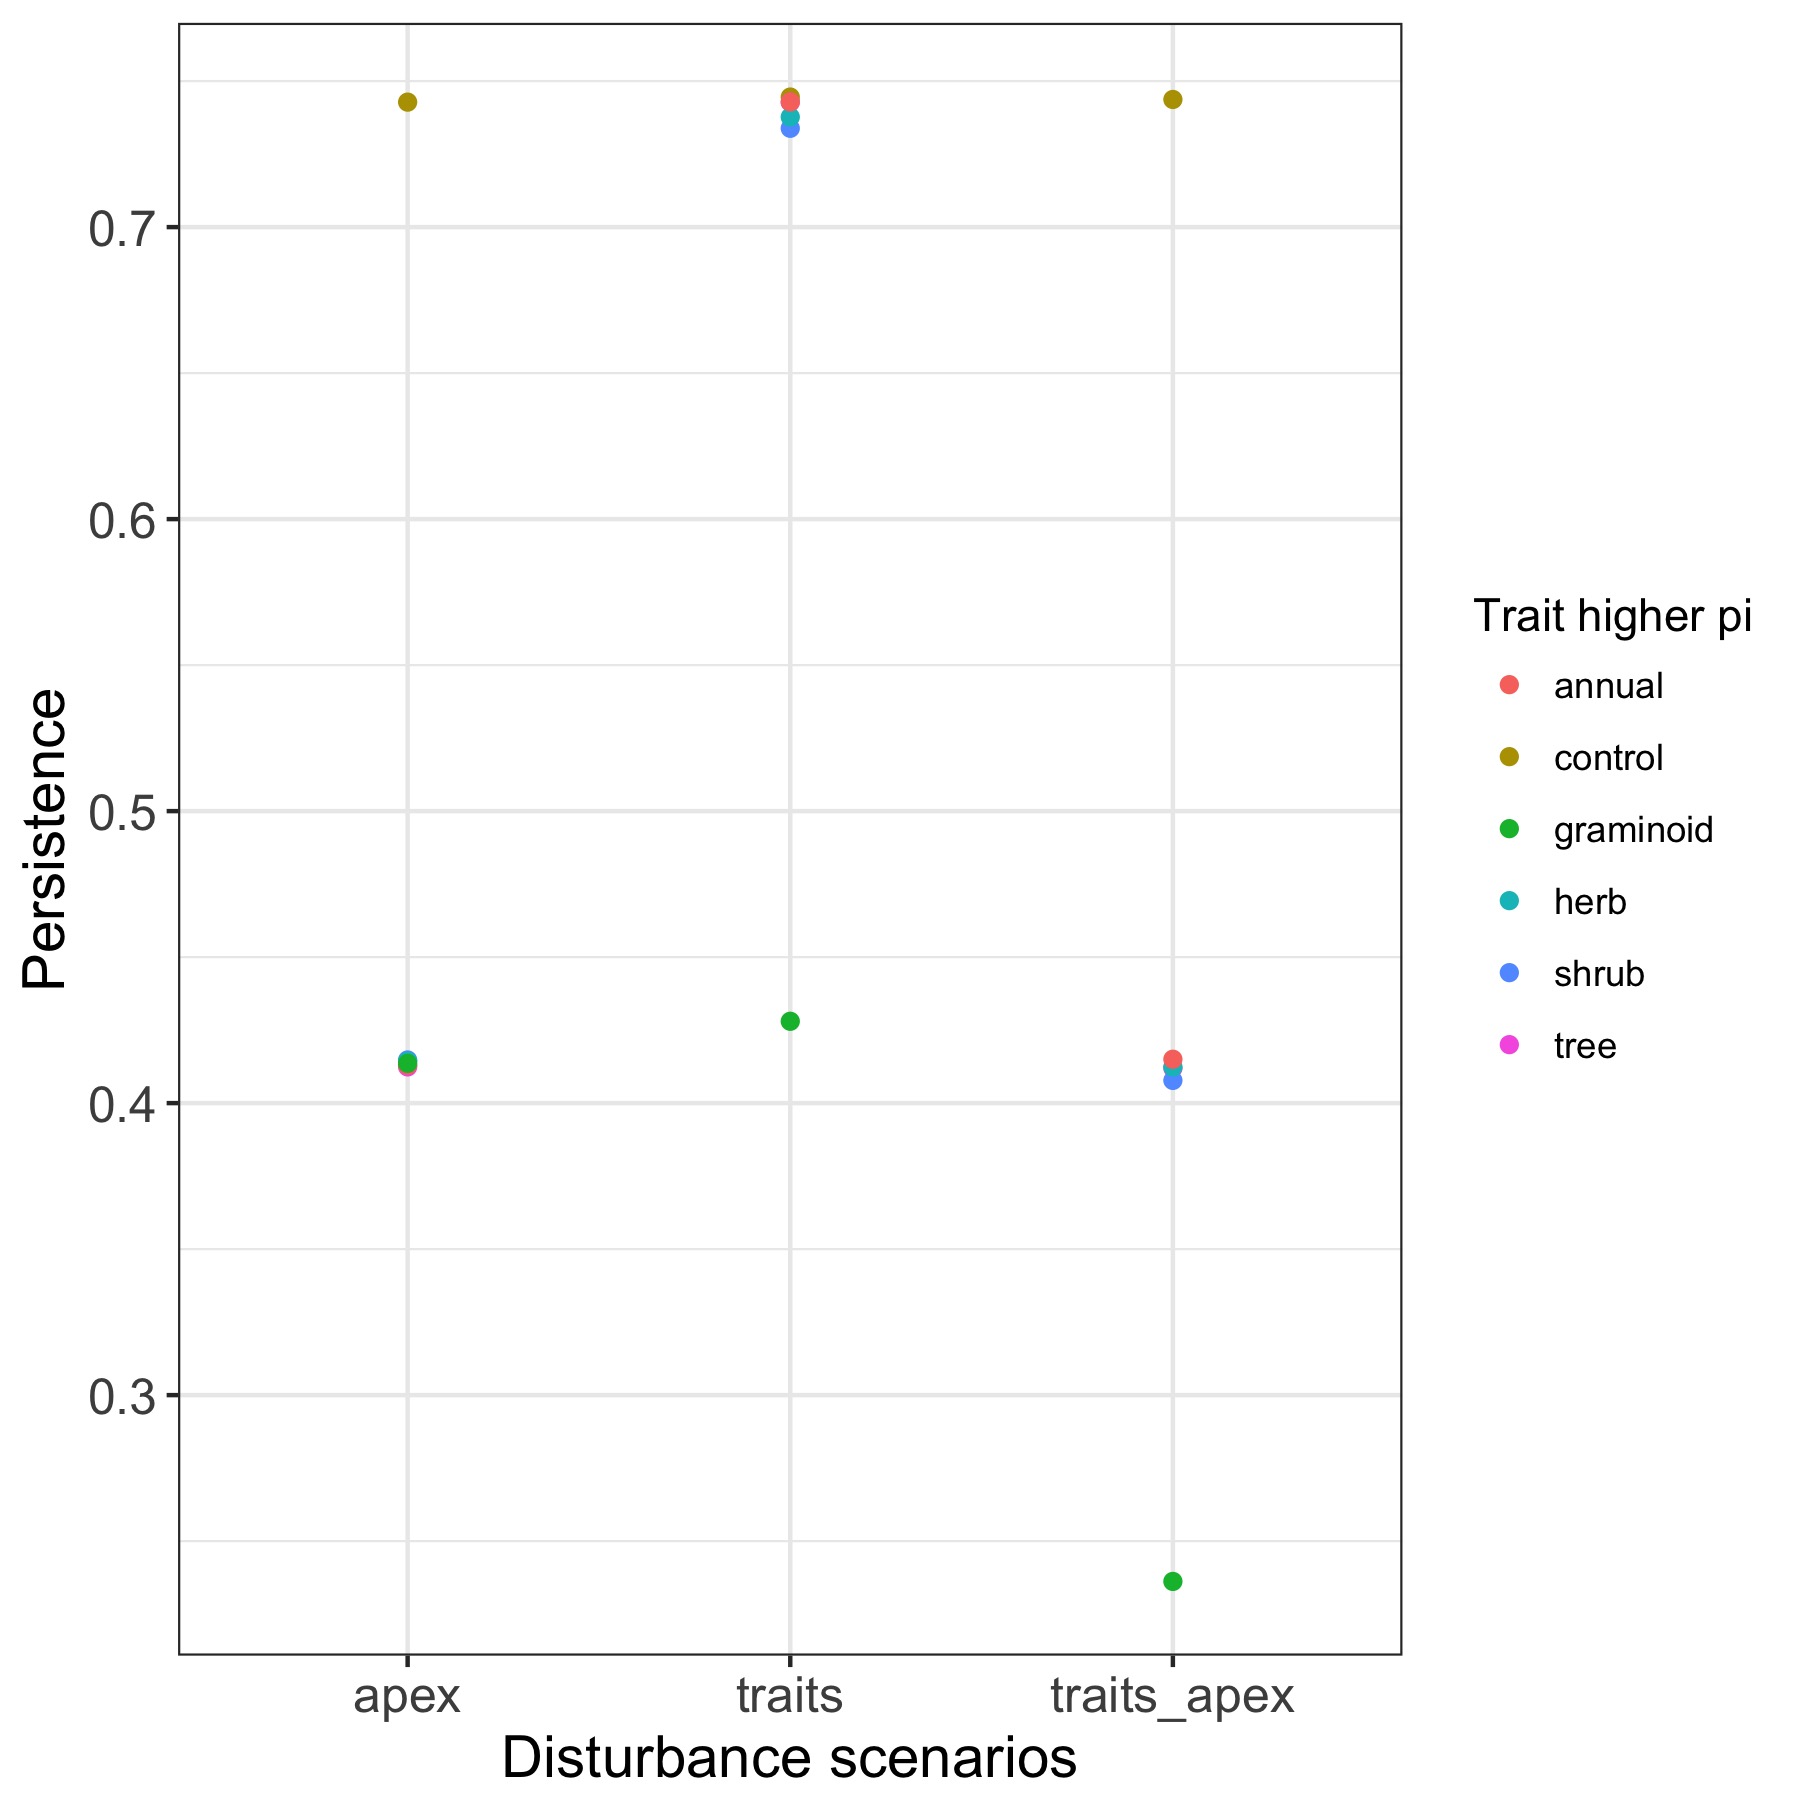 0.7
0.6
0.5
0.4
0.3
Persistence
apex
traits
traits_apex
Disturbance scenarios
Trait higher pi
annual
control
graminoid
herb
shrub
tree